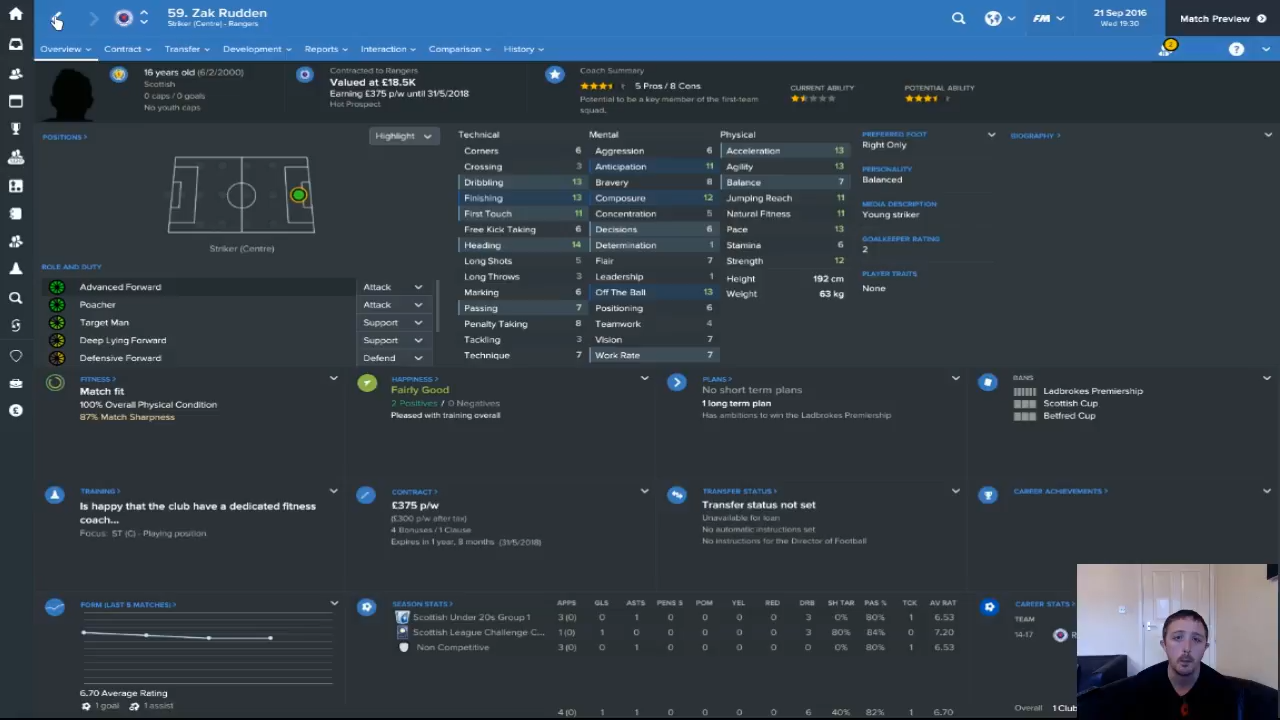 59. Zak Rudden
Striker (Centre) - Rangers
FM
21 Sep 2016
Wed 19:30
Match Preview
Overview Contract Transfer Development Reports Interaction Comparison History
2
?
16 years old (6/2/2000)
Scottish
0 caps / 0 goals
No youth caps
Contracted to Rangers
Valued at £18.5K
Earning £375 p/w until 31/5/2018
Hot Prospect
Coach Summary
5 Pros / 8 Cons
Potential to be a key member of the first-team squad.
CURRENT ABILITY
POTENTIAL ABILITY
POSITIONS >
Highlight
Striker (Centre)
ROLE AND DUTY
Advanced Forward Attack
Poacher Attack
Target Man Support
Deep Lying Forward Support
Defensive Forward Defend
Technical
Corners 6
Crossing 3
Dribbling 13
Finishing 13
First Touch 11
Free Kick Taking 6
Heading 14
Long Shots 5
Long Throws 3
Marking 6
Passing 7
Penalty Taking 8
Tackling 3
Technique 7
Mental
Aggression 6
Anticipation 11
Bravery 8
Composure 12
Concentration 5
Decisions 6
Determination 1
Flair 7
Leadership 1
Off The Ball 13
Positioning 6
Teamwork 4
Vision 7
Work Rate 7
Physical
Acceleration 13
Agility 13
Balance 7
Jumping Reach 11
Natural Fitness 11
Pace 13
Stamina 6
Strength 12
Height 192 cm
Weight 63 kg
PREFERRED FOOT
Right Only
PERSONALITY
Balanced
MEDIA DESCRIPTION
Young striker
GOALKEEPER RATING
2
PLAYER TRAITS
None
BIOGRAPHY >
FITNESS >
Match fit
100% Overall Physical Condition
87% Match Sharpness
HAPPINESS >
Fairly Good
2 Positives / 0 Negatives
Pleased with training overall
PLANS >
No short term plans
1 long term plan
Has ambitions to win the Ladbrokes Premiership
BANS
Ladbrokes Premiership
Scottish Cup
Betfred Cup
TRAINING >
Is happy that the club have a dedicated fitness
coach...
Focus: ST (C) - Playing position
CONTRACT >
£375 p/w
(£300 p/w after tax)
4 Bonuses / 1 Clause
Expires in 1 year, 8 months (31/5/2018)
TRANSFER STATUS >
Transfer status not set
Unavailable for loan
No automatic instructions set
No instructions for the Director of Football
CAREER ACHIEVEMENTS >
FORM (LAST 5 MATCHES) >
6.70 Average Rating
1 goal 1 assist
SEASON STATS > APPS GLS ASTS PENS S POM YEL RED DRB SH TAR PAS % TCK AV RAT
Scottish Under 20s Group 1 3 (0) 0 1 0 0 0 0 3 0% 80% 1 6.53
Scottish League Challenge C... 1 (0) 1 0 0 0 0 0 3 80% 84% 0 7.20
Non Competitive 3 (0) 0 1 0 0 0 0 3 0% 80% 1 6.53
4 (0) 1 1 0 0 0 0 6 40% 82% 1 6.70
CAREER STATS >
TEAM
14-17 R
Overall 1 Club